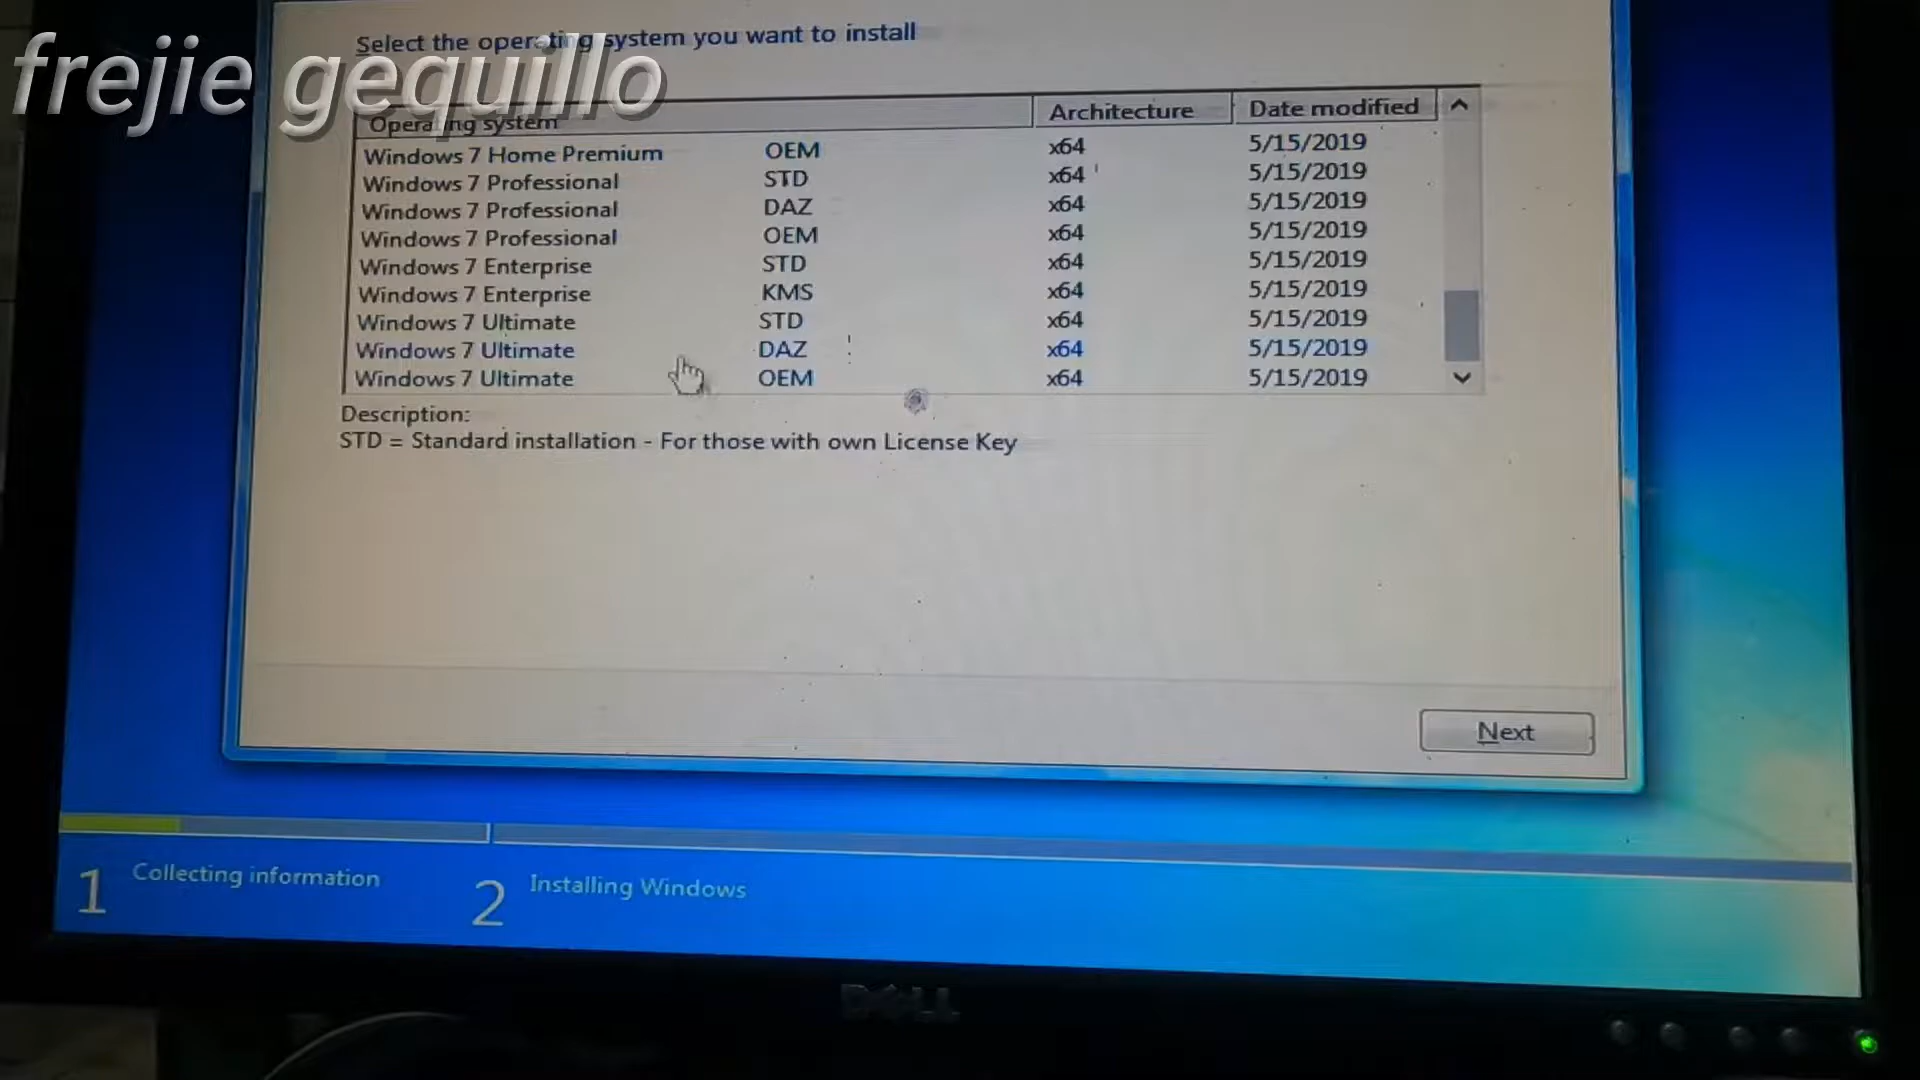 Select the operating system you want to install
frejie gequillo
Operating system Architecture Date modified
Windows 7 Home Premium OEM x64 5/15/2019
Windows 7 Professional STD x64 5/15/2019
Windows 7 Professional DAZ x64 5/15/2019
Windows 7 Professional OEM x64 5/15/2019
Windows 7 Enterprise STD x64 5/15/2019
Windows 7 Enterprise KMS x64 5/15/2019
Windows 7 Ultimate STD x64 5/15/2019
Windows 7 Ultimate DAZ x64 5/15/2019
Windows 7 Ultimate OEM x64 5/15/2019
Description:
STD = Standard installation - For those with own License Key
Next
1 Collecting information
2 Installing Windows
DELL